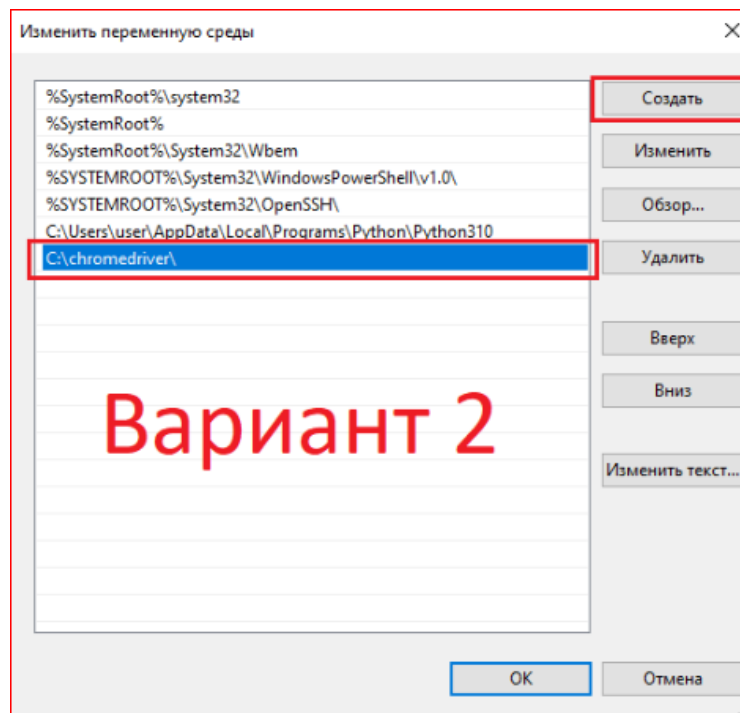 Изменить переменную среды
%SystemRoot%\system32
%SystemRoot%
%SystemRoot%\System32\Wbem
%SYSTEMROOT%\System32\WindowsPowerShell\v1.0\
%SYSTEMROOT%\System32\OpenSSH\
C:\Users\user\AppData\Local\Programs\Python\Python310
C:\chromedriver\
Вариант 2
Создать
Изменить
Обзор...
Удалить
Вверх
Вниз
Изменить текст...
ОК
Отмена